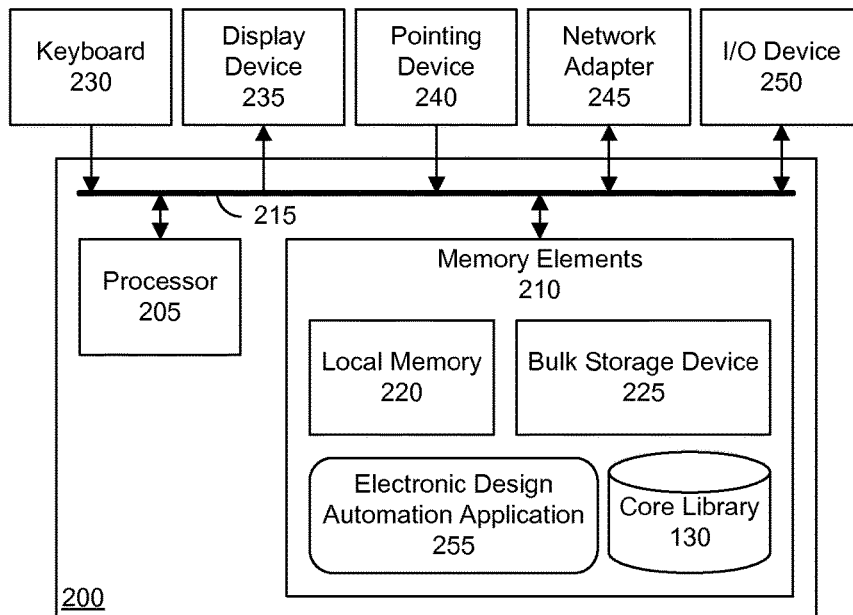 Keyboard
230
Display
Device
235
Pointing
Device
240
Network
Adapter
245
I/O Device
250
215
Processor
205
Memory Elements
210
Local Memory
220
Bulk Storage Device
225
Electronic Design
Automation Application
255
Core Library
130
200